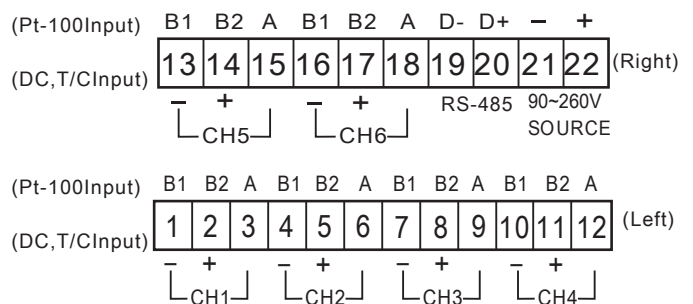 (Pt-100Input) B1 B2 A B1 B2 A D- D+ − +
13 14 15 16 17 18 19 20 21 22 (Right)
(DC,T/CInput)
− + − + RS-485 90~260V
CH5 CH6 SOURCE
(Pt-100Input) B1 B2 A B1 B2 A B1 B2 A B1 B2 A
1 2 3 4 5 6 7 8 9 10 11 12 (Left)
(DC,T/CInput)
− + − + − + − +
CH1 CH2 CH3 CH4